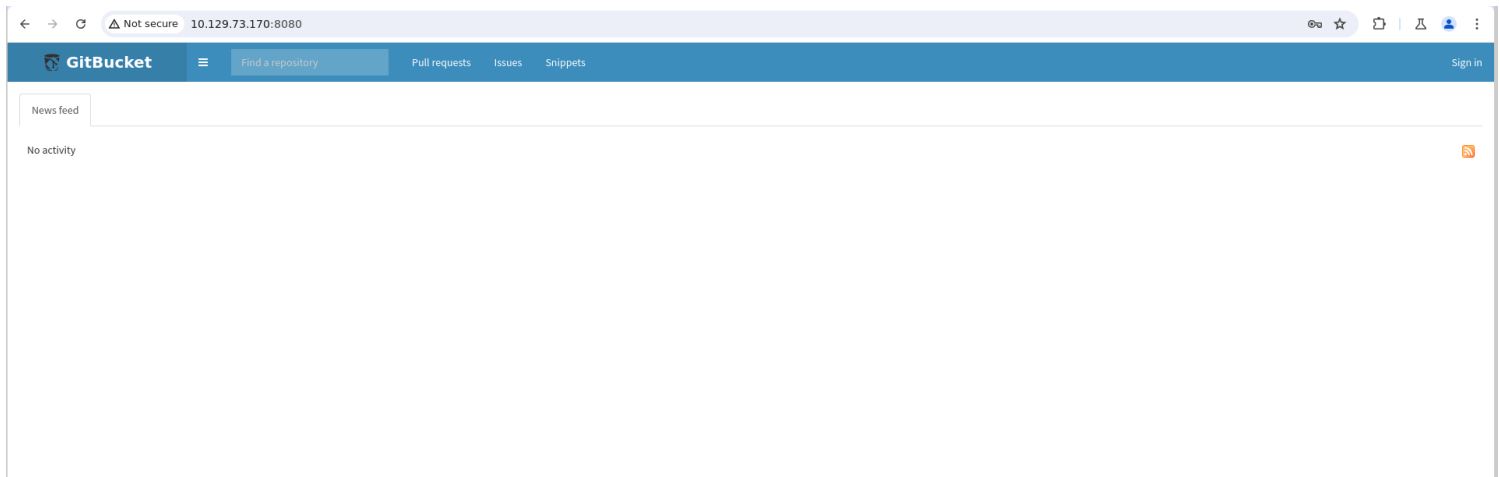 Not secure 10.129.73.170:8080
GitBucket Find a repository Pull requests Issues Snippets Sign in
News feed
No activity